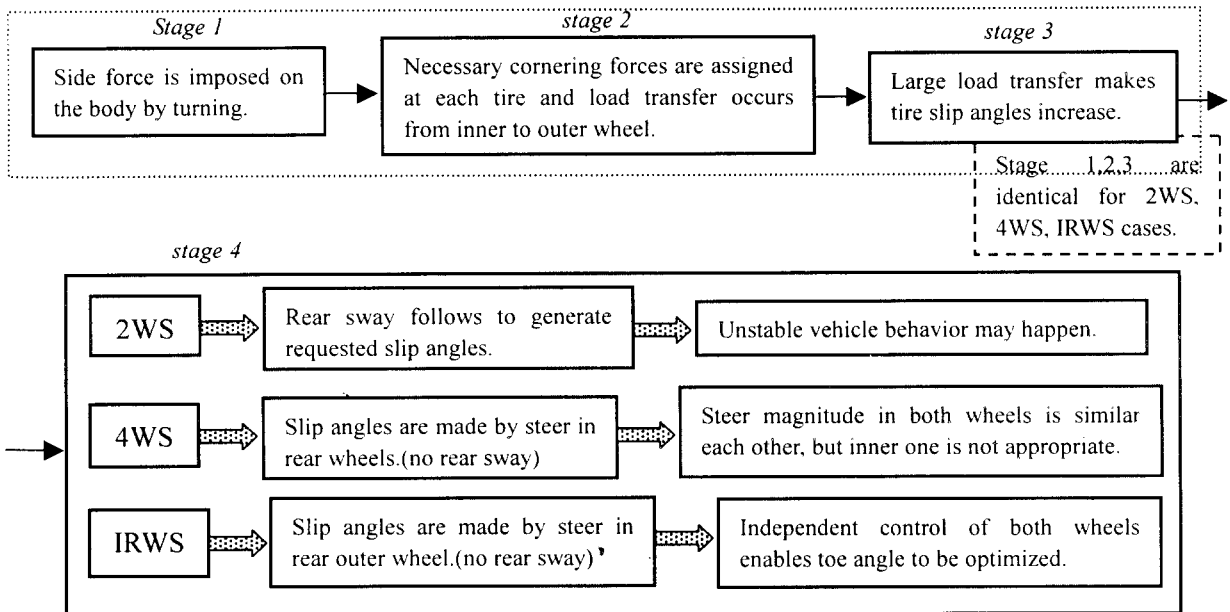 Stage 1
stage 2
stage 3
Side force is imposed on
the body by turning.
Necessary cornering forces are assigned
at each tire and load transfer occurs
from inner to outer wheel.
Large load transfer makes
tire slip angles increase.
Stage 1,2,3 are
identical for 2WS,
4WS, IRWS cases.
stage 4
2WS
Rear sway follows to generate
requested slip angles.
Unstable vehicle behavior may happen.
4WS
Slip angles are made by steer in
rear wheels.(no rear sway)
Steer magnitude in both wheels is similar
each other, but inner one is not appropriate.
IRWS
Slip angles are made by steer in
rear outer wheel.(no rear sway)
Independent control of both wheels
enables toe angle to be optimized.